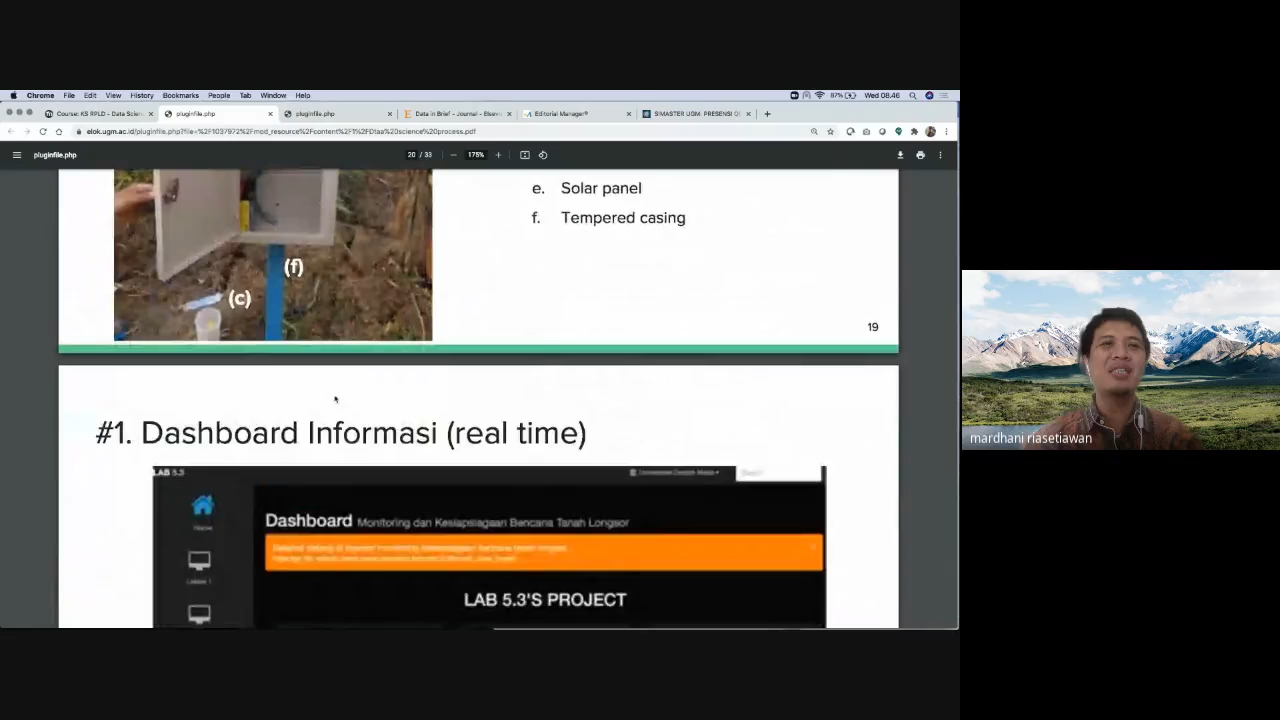 Chrome File Edit View History Bookmarks People Tab Window Help
87%
Wed 08.46
Course: KS RPLD - Data Scien
pluginfile.php
pluginfile.php
Data in Brief - Journal - Elsevi
Editorial Manager®
SIMASTER UGM: PRESENSI
elok.ugm.ac.id/pluginfile.php?file=%2F1037972%2Fmod_resource%2Fcontent%2F1%2FDtaa%20science%20process.pdf
pluginfile.php
20 / 33
175%
e. Solar panel
f. Tempered casing
(f)
(c)
19
#1. Dashboard Informasi (real time)
LAB 5.3
Home
Dashboard Monitoring dan Kesiapsiagaan Bencana Tanah Longsor
LAB 5.3'S PROJECT
mardhani riasetiawan